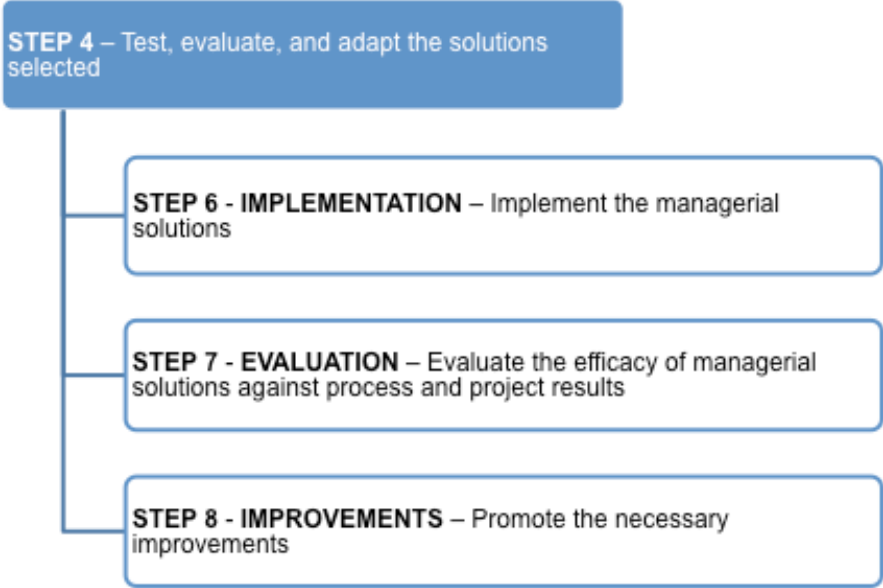 STEP 4 – Test, evaluate, and adapt the solutions
selected
STEP 6 - IMPLEMENTATION – Implement the managerial
solutions
STEP 7 - EVALUATION – Evaluate the efficacy of managerial
solutions against process and project results
STEP 8 - IMPROVEMENTS – Promote the necessary
improvements